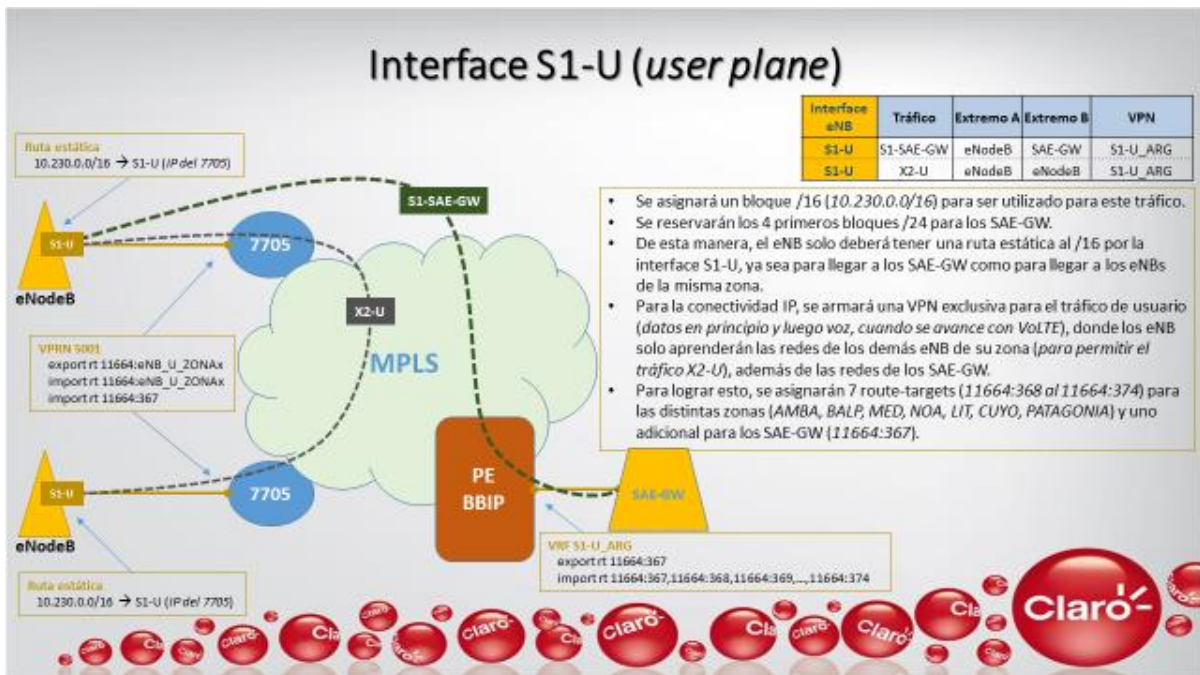 Interface S1-U (user plane)
Interface eNB Tráfico Extremo A Extremo B VPN
S1-U S1-SAE-GW eNodeB SAE-GW S1-U_ARG
S1-U X2-U eNodeB eNodeB S1-U_ARG
Ruta estática
10.230.0.0/16 → S1-U (IP del 7705)
S1-U
eNodeB
7705
S1-SAE-GW
X2-U
MPLS
VPRN 5001
export rt 11664:eNB_U_ZONAx
import rt 11664:eNB_U_ZONAx
import rt 11664:367
• Se asignará un bloque /16 (10.230.0.0/16) para ser utilizado para este tráfico.
• Se reservarán los 4 primeros bloques /24 para los SAE-GW.
• De esta manera, el eNB solo deberá tener una ruta estática al /16 por la
interface S1-U, ya sea para llegar a los SAE-GW como para llegar a los eNBs
de la misma zona.
• Para la conectividad IP, se armará una VPN exclusiva para el tráfico de usuario
(datos en principio y luego voz, cuando se avance con VoLTE), donde los eNB
solo aprenderán las redes de los demás eNB de su zona (para permitir el
tráfico X2-U), además de las redes de los SAE-GW.
• Para lograr esto, se asignarán 7 route-targets (11664:368 al 11664:374) para
las distintas zonas (AMBA, BALP, MED, NOA, LIT, CUYO, PATAGONIA) y uno
adicional para los SAE-GW (11664:367).
S1-U
eNodeB
7705
PE
BBIP
SAE-GW
VRF S1-U_ARG
export rt 11664:367
import rt 11664:367,11664:368,11664:369,...,11664:374
Ruta estática
10.230.0.0/16 → S1-U (IP del 7705)
Claro
Claro
Claro
Claro
Claro